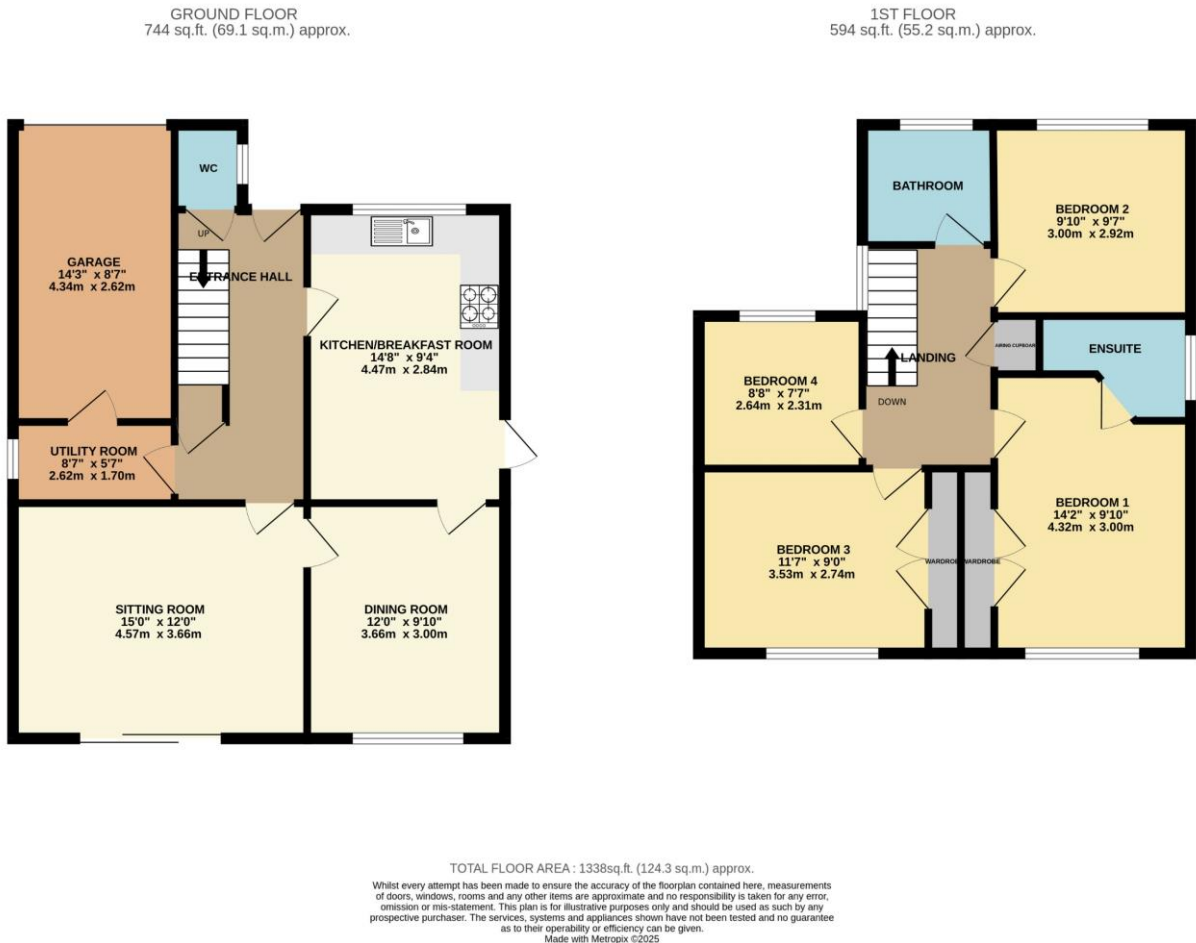 GROUND FLOOR
744 sq.ft. (69.1 sq.m.) approx.
WC
UP
ENTRANCE HALL
GARAGE
14'3" x 8'7"
4.34m x 2.62m
KITCHEN/BREAKFAST ROOM
14'8" x 9'4"
4.47m x 2.84m
UTILITY ROOM
8'7" x 5'7"
2.62m x 1.70m
SITTING ROOM
15'0" x 12'0"
4.57m x 3.66m
DINING ROOM
12'0" x 9'10"
3.66m x 3.00m
1ST FLOOR
594 sq.ft. (55.2 sq.m.) approx.
BATHROOM
BEDROOM 2
9'10" x 9'7"
3.00m x 2.92m
LANDING
AIRING CUPBOARD
ENSUITE
BEDROOM 4
8'8" x 7'7"
2.64m x 2.31m
DOWN
BEDROOM 3
11'7" x 9'0"
3.53m x 2.74m
WARDROBE
WARDROBE
BEDROOM 1
14'2" x 9'10"
4.32m x 3.00m
TOTAL FLOOR AREA : 1338sq.ft. (124.3 sq.m.) approx.
Whilst every attempt has been made to ensure the accuracy of the floorplan contained here, measurements
of doors, windows, rooms and any other items are approximate and no responsibility is taken for any error,
omission or mis-statement. This plan is for illustrative purposes only and should be used as such by any
prospective purchaser. The services, systems and appliances shown have not been tested and no guarantee
as to their operability or efficiency can be given.
Made with Metropix ©2025